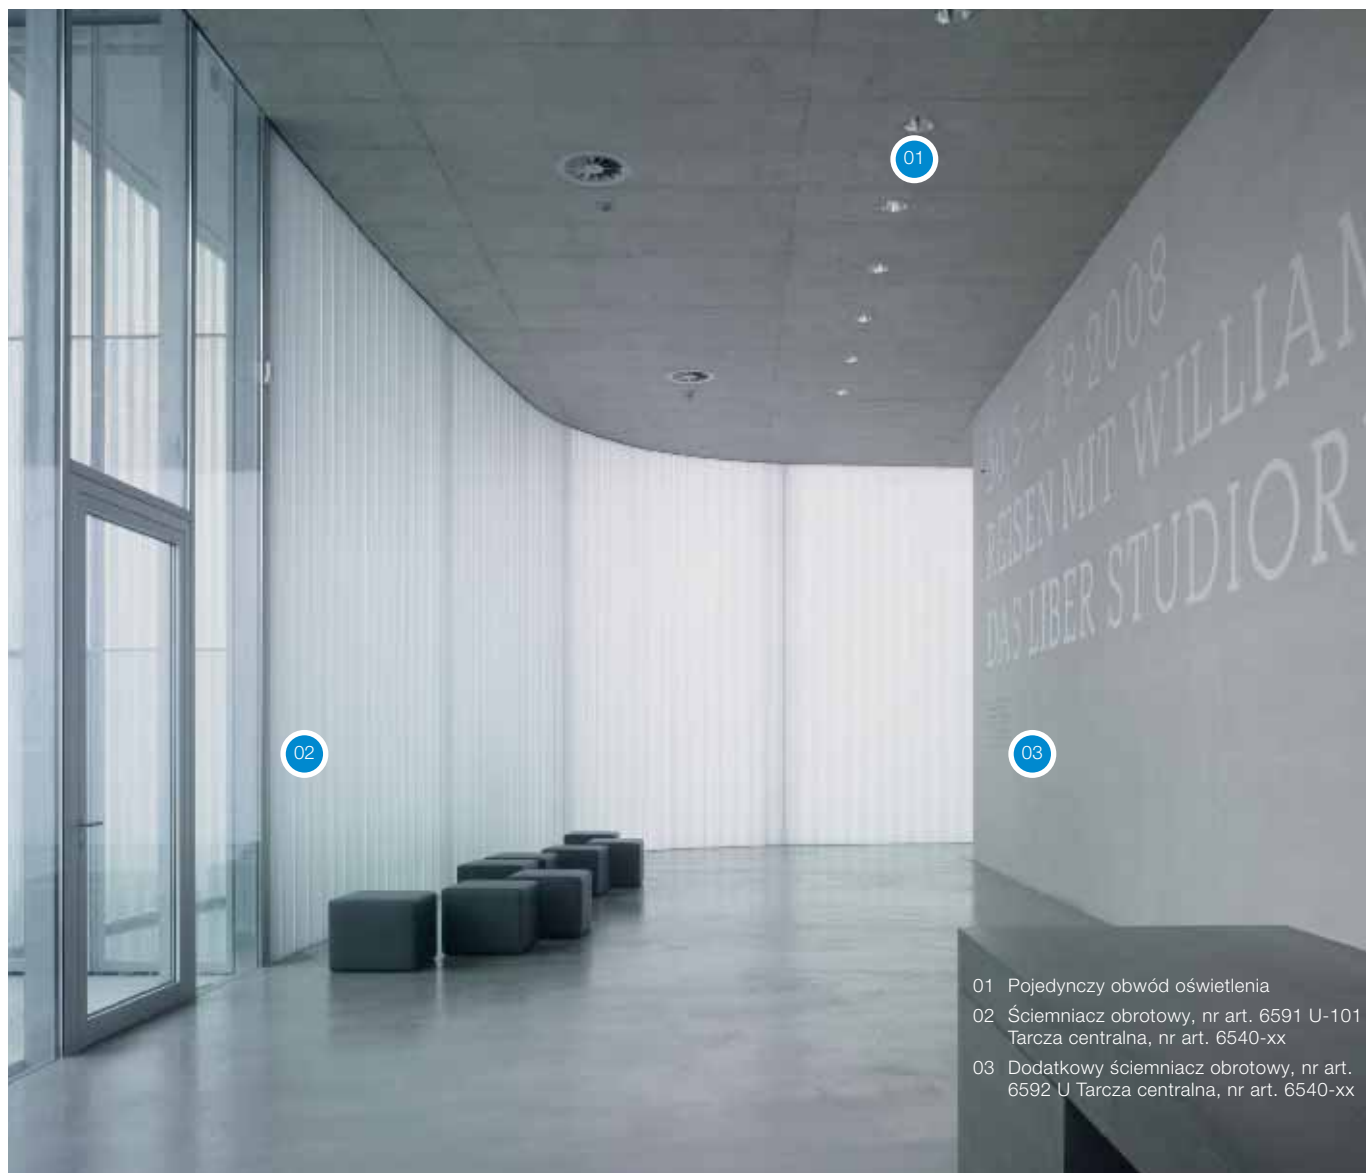 01
2008
REISEN MIT WILLIAM
DAS LIBER STUDIOR
02
03
01 Pojedynczy obwód oświetlenia
02 Ściemniacz obrotowy, nr art. 6591 U-101
Tarcza centralna, nr art. 6540-xx
03 Dodatkowy ściemniacz obrotowy, nr art.
6592 U Tarcza centralna, nr art. 6540-xx